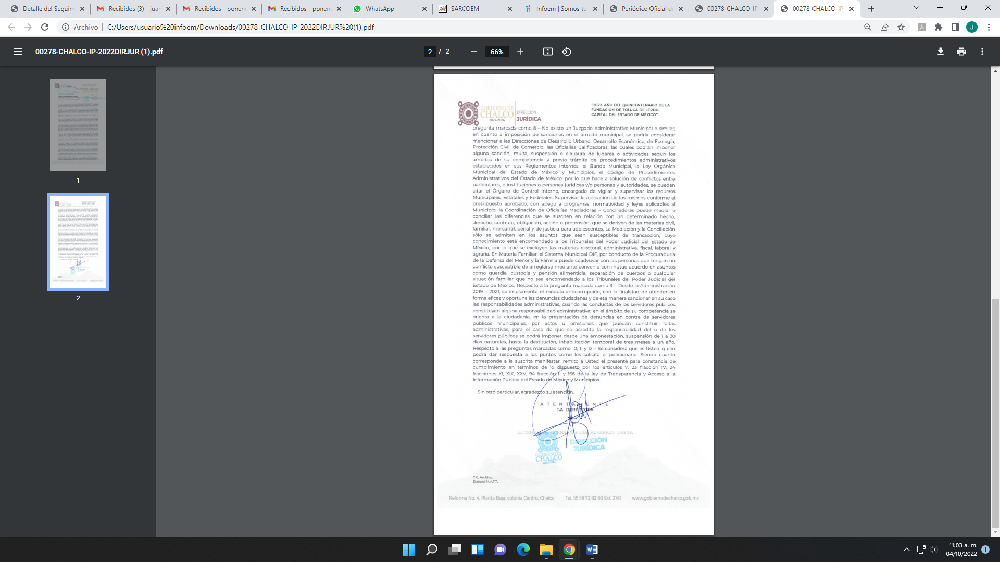 Detalle del Seguim
Recibidos (3) - juan
Recibidos - ponenc
Recibidos - ponenc
WhatsApp
SARCOEM
Infoem | Somos tu
Periódico Oficial de
00278-CHALCO-IP-
00278-CHALCO-IP-
Archivo
C:/Users/usuario%20infoem/Downloads/00278-CHALCO-IP-2022DIRJUR%20(1).pdf
J
00278-CHALCO-IP-2022DIRJUR (1).pdf
2 / 2
66%
1
2
GOBIERNO DE
CHALCO
2022-2024
DIRECCIÓN
JURÍDICA
"2022. AÑO DEL QUINCENTENARIO DE LA
FUNDACIÓN DE TOLUCA DE LERDO,
CAPITAL DEL ESTADO DE MÉXICO"
pregunta marcada como 8 – No existe un Juzgado Administrativo Municipal o similar;
en cuanto a imposición de sanciones en el ámbito municipal, se podría considerar
mencionar a las Direcciones de Desarrollo Urbano, Desarrollo Económico, de Ecología,
Protección Civil, de Comercio, las Oficialías Calificadoras; las cuales podrán imponer
alguna sanción, multa, suspensión o clausura de lugares o actividades según los
ámbitos de su competencia y previo trámite de procedimientos administrativos
establecidos en sus Reglamentos Internos, el Bando Municipal, la Ley Orgánica
Municipal del Estado de México y Municipios, el Código de Procedimientos
Administrativos del Estado de México; por lo que hace a solución de conflictos entre
particulares, e instituciones o personas jurídicas y/o personas y autoridades, se pueden
citar el Órgano de Control Interno, encargado de vigilar y supervisar los recursos
Municipales, Estatales y Federales. Supervisar la aplicación de los mismos conforme al
presupuesto aprobado, con apego a programas, normatividad y leyes aplicables al
Municipio; la Coordinación de Oficialías Mediadoras – Conciliadoras puede mediar o
conciliar las diferencias que se susciten en relación con un determinado hecho,
derecho, contrato, obligación, acción o pretensión, que se deriven de las materias civil,
familiar, mercantil, penal y de justicia para adolescentes. La Mediación y la Conciliación
sólo se admiten en los asuntos que sean susceptibles de transacción, cuyo
conocimiento está encomendado a los Tribunales del Poder Judicial del Estado de
México, por lo que se excluyen las materias electoral, administrativa, fiscal, laboral y
agraria. En Materia Familiar, el Sistema Municipal DIF, por conducto de la Procuraduría
de la Defensa del Menor y la Familia puede coadyuvar con las personas que tengan un
conflicto susceptible de arreglarse mediante convenio con mutuo acuerdo en asuntos
como guardia, custodia y pensión alimenticia, separación de cuerpos o cualquier
situación familiar que no sea encomendado a los Tribunales del Poder Judicial del
Estado de México. Respecto a la pregunta marcada como 9 – Desde la Administración
2019 – 2021, se implementó el módulo anticorrupción, con la finalidad de atender en
forma eficaz y oportuna las denuncias ciudadanas y de esa manera sancionar en su caso
las responsabilidades administrativas, cuando las conductas de los servidores públicos
constituyan alguna responsabilidad administrativa; en el ámbito de su competencia se
orienta a la ciudadanía, en la presentación de denuncias en contra de servidores
públicos municipales, por actos u omisiones que puedan constituir faltas
administrativas, para el caso de que se acredite la responsabilidad del o de los
servidores públicos se podrá imponer desde una amonestación, suspensión de 1 a 30
días naturales, hasta la destitución, inhabilitación temporal de tres meses a un año.
Respecto a las preguntas marcadas como 10, 11 y 12 – Se considera que es Usted, quien
podrá dar respuesta a los puntos como los solicita el peticionario. Siendo cuanto
corresponde a la suscrita manifestar, remito a Usted el presente para constancia de
cumplimiento en términos de lo dispuesto por los artículos 7, 23 fracción IV, 24
fracciones XI, XIX, XXV, 94 fracción II y 166 de la ley de Transparencia y Acceso a la
Información Pública del Estado de México y Municipios.
Sin otro particular, agradezco su atención.
A T E N T A M E N T E
LA DIRECTORA
LICENCIADA NORMA KARINA ALVARADO TAPIA
DIRECCIÓN
JURÍDICA
GOBIERNO DE
CHALCO
2022-2024
C.C. Archivo.
Elaboró M.A.T.T.
Reforma No. 4, Planta Baja, colonia Centro, Chalco Tel. 55 59 72 82 80 Ext. 2141 www.gobiernodechalco.gob.mx
11:03 a. m.
04/10/2022
1